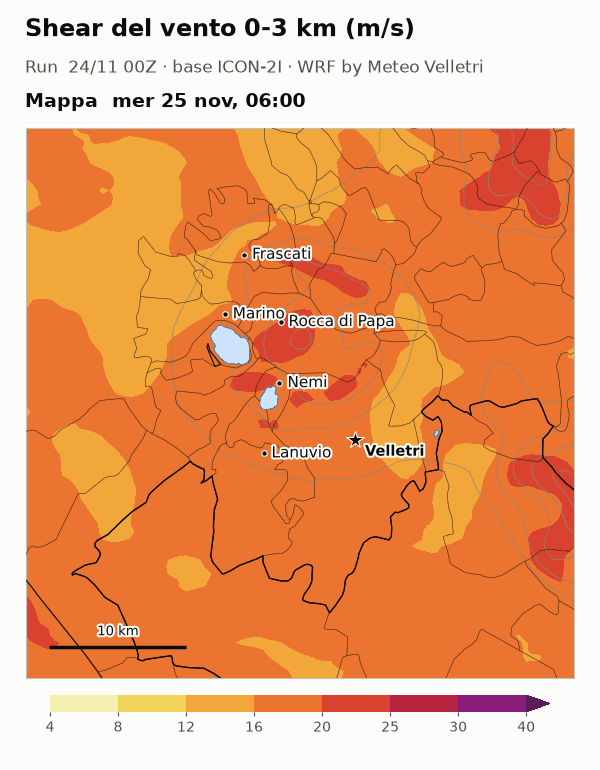 Shear del vento 0-3 km (m/s)
Run  24/11 00Z · base ICON-2I · WRF by Meteo Velletri
Mappa  mer 25 nov, 06:00
Frascati
Marino
Rocca di Papa
Nemi
Velletri
Lanuvio
10 km
4 8 12 16 20 25 30 40